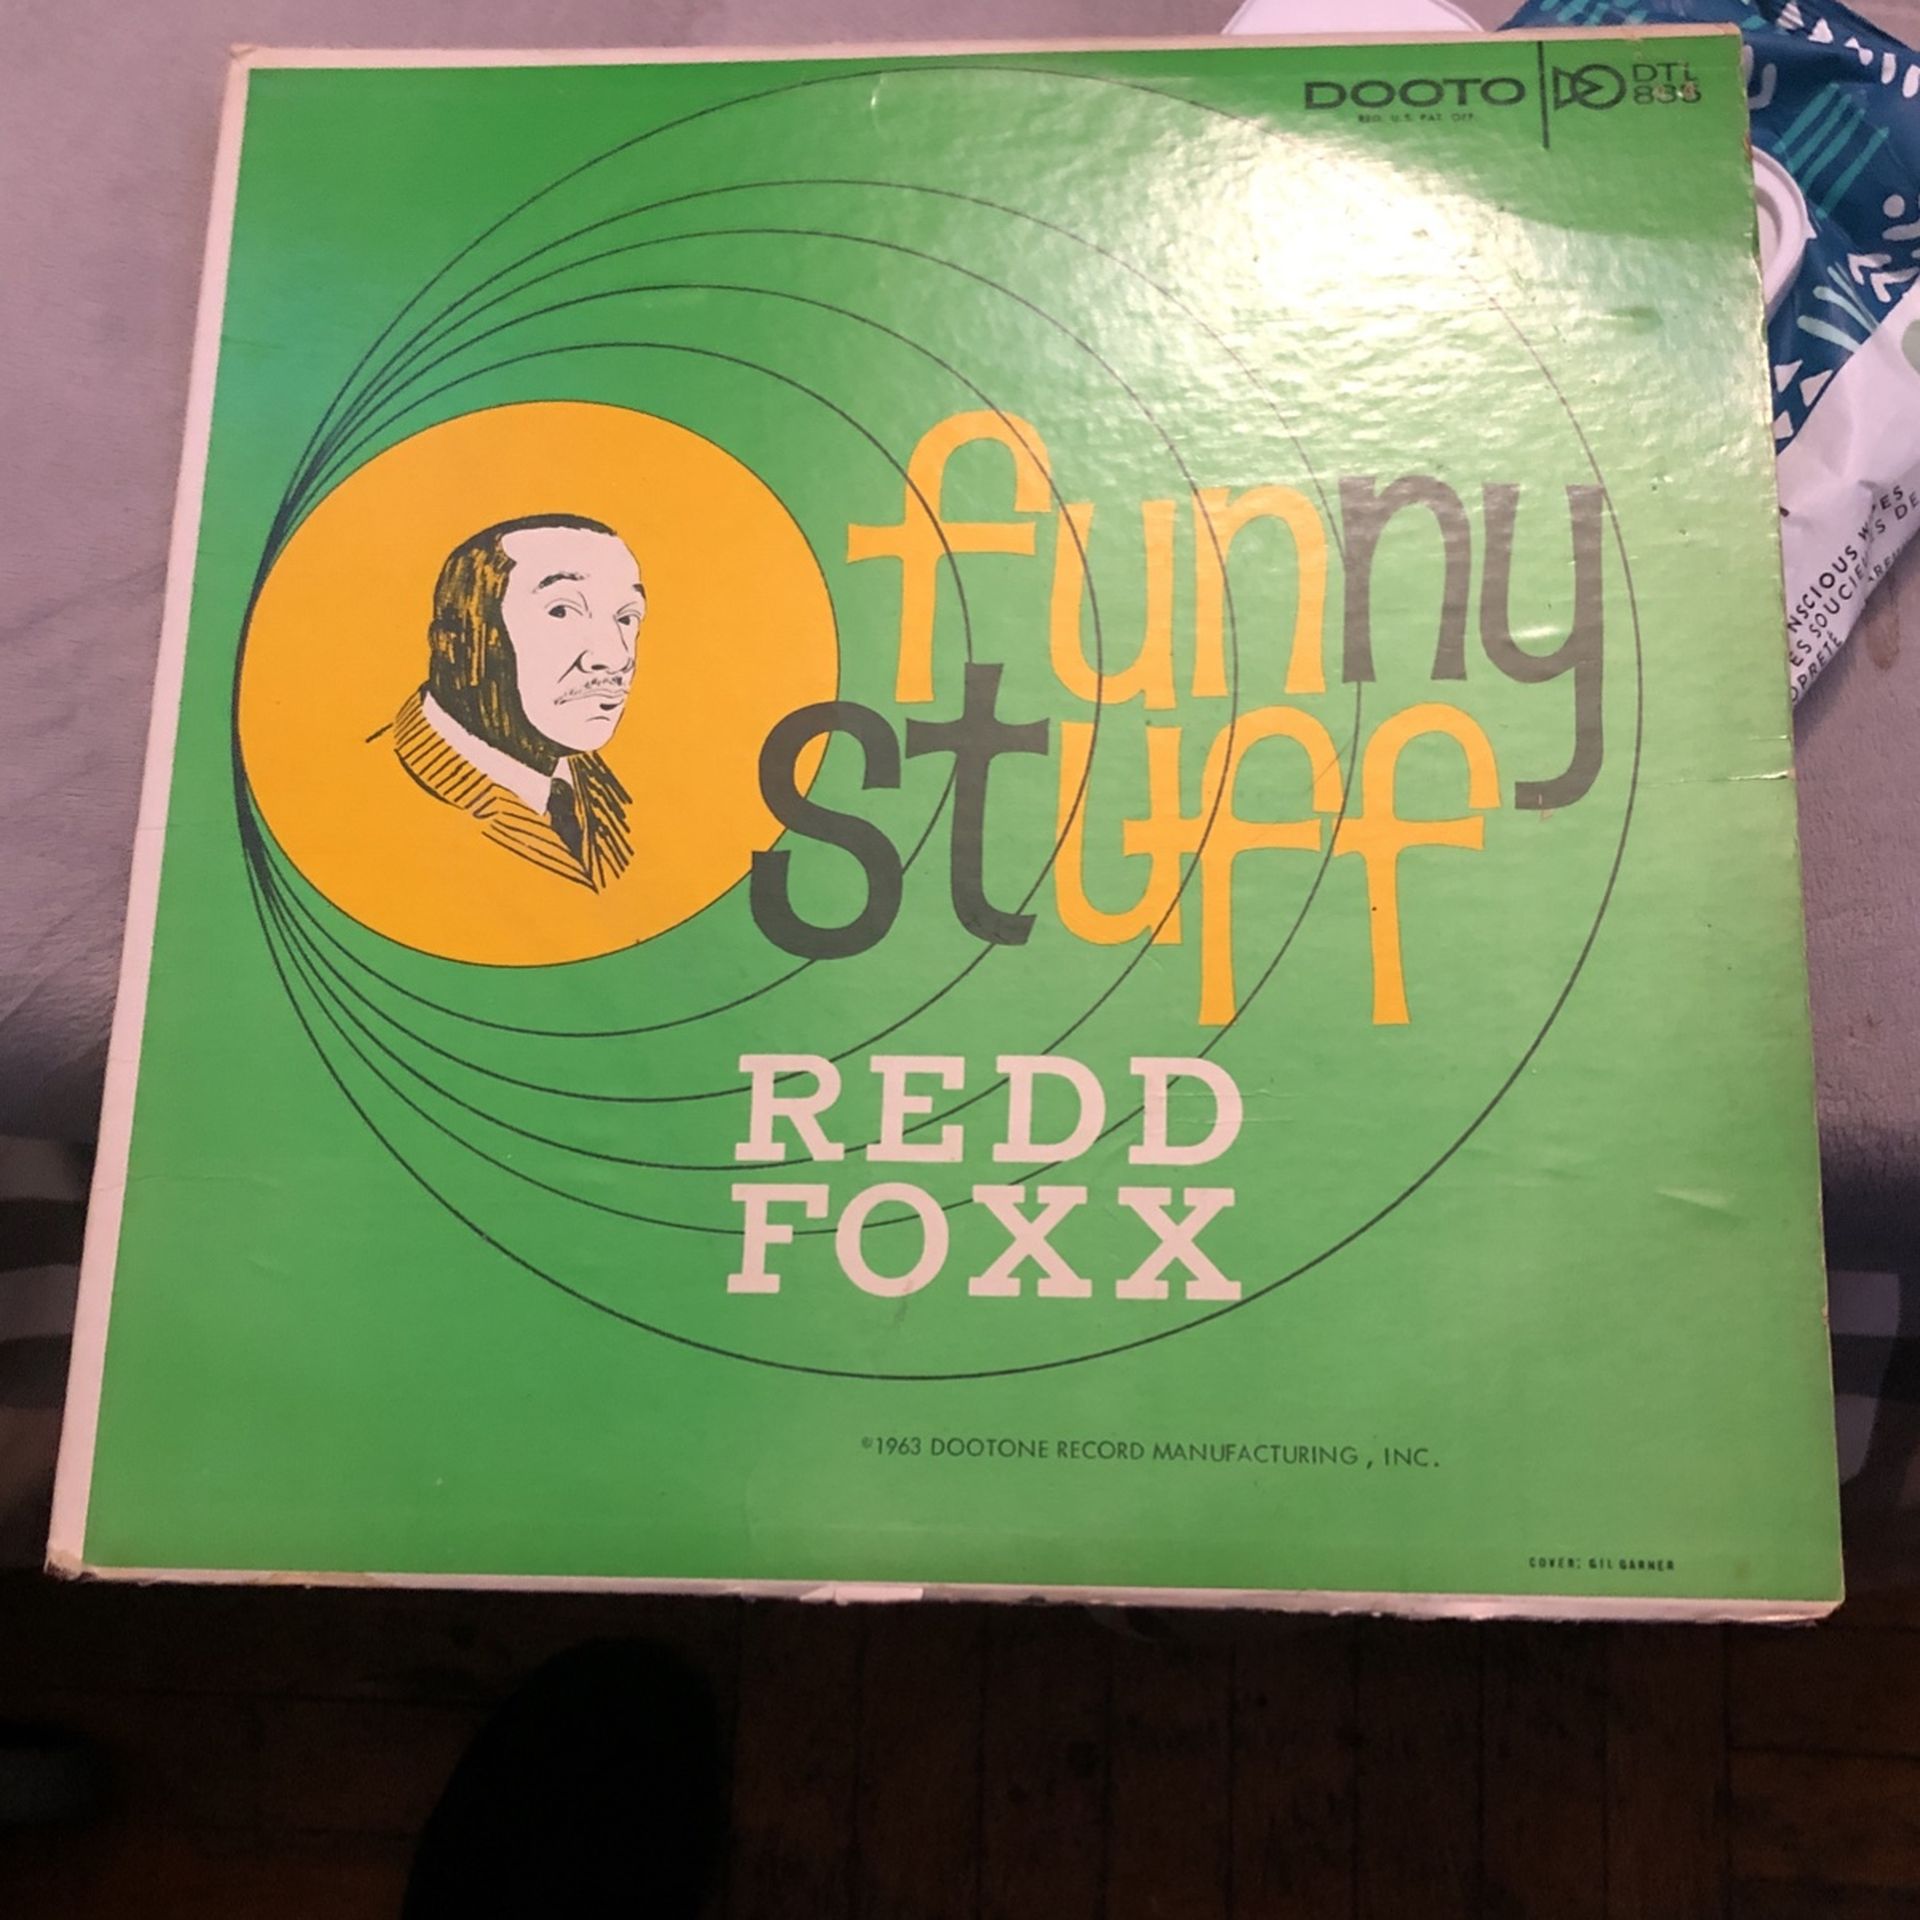 DOOTO
REG. U.S. PAT. OFF.
DTL
funny
stuff
REDD
FOXX
©1963 DOOTONE RECORD MANUFACTURING, INC.
COVER: GIL GARNER